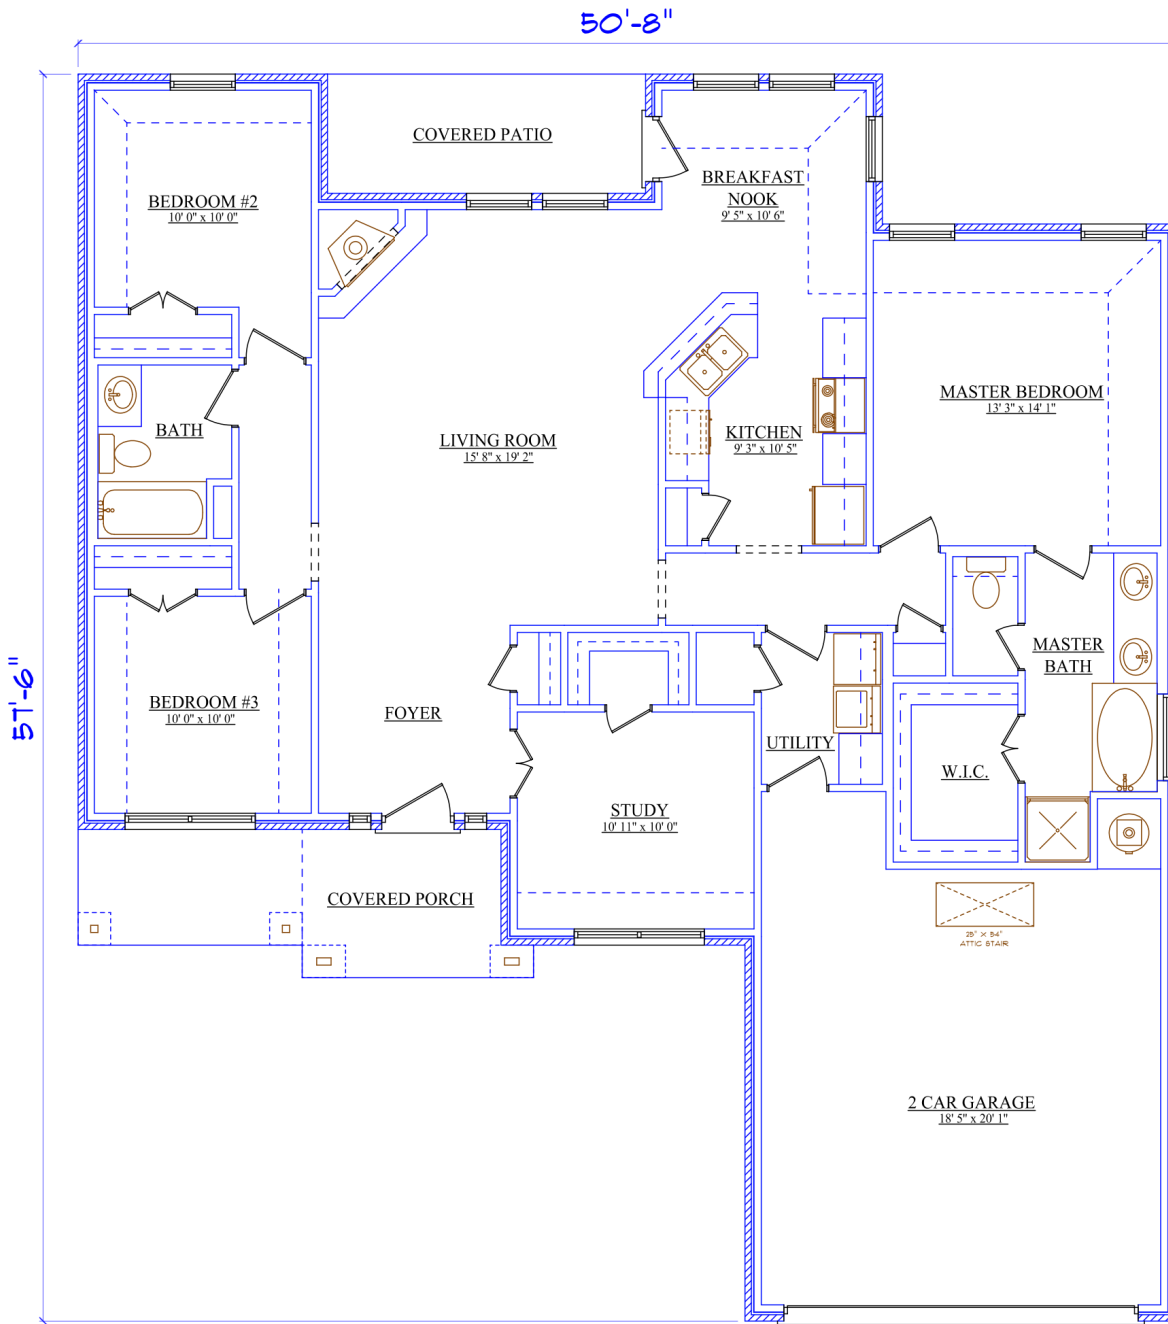 50'-8"
COVERED PATIO
BREAKFAST
NOOK
9' 5" x 10' 6"
BEDROOM #2
10' 0" x 10' 0"
MASTER BEDROOM
13' 3" x 14' 1"
BATH
LIVING ROOM
15' 8" x 19' 2"
KITCHEN
9' 3" x 10' 5"
MASTER
BATH
57'-6"
BEDROOM #3
10' 0" x 10' 0"
FOYER
UTILITY
W.I.C.
STUDY
10' 11" x 10' 0"
COVERED PORCH
25" X 54"
ATTIC STAIR
2 CAR GARAGE
18' 5" x 20' 1"